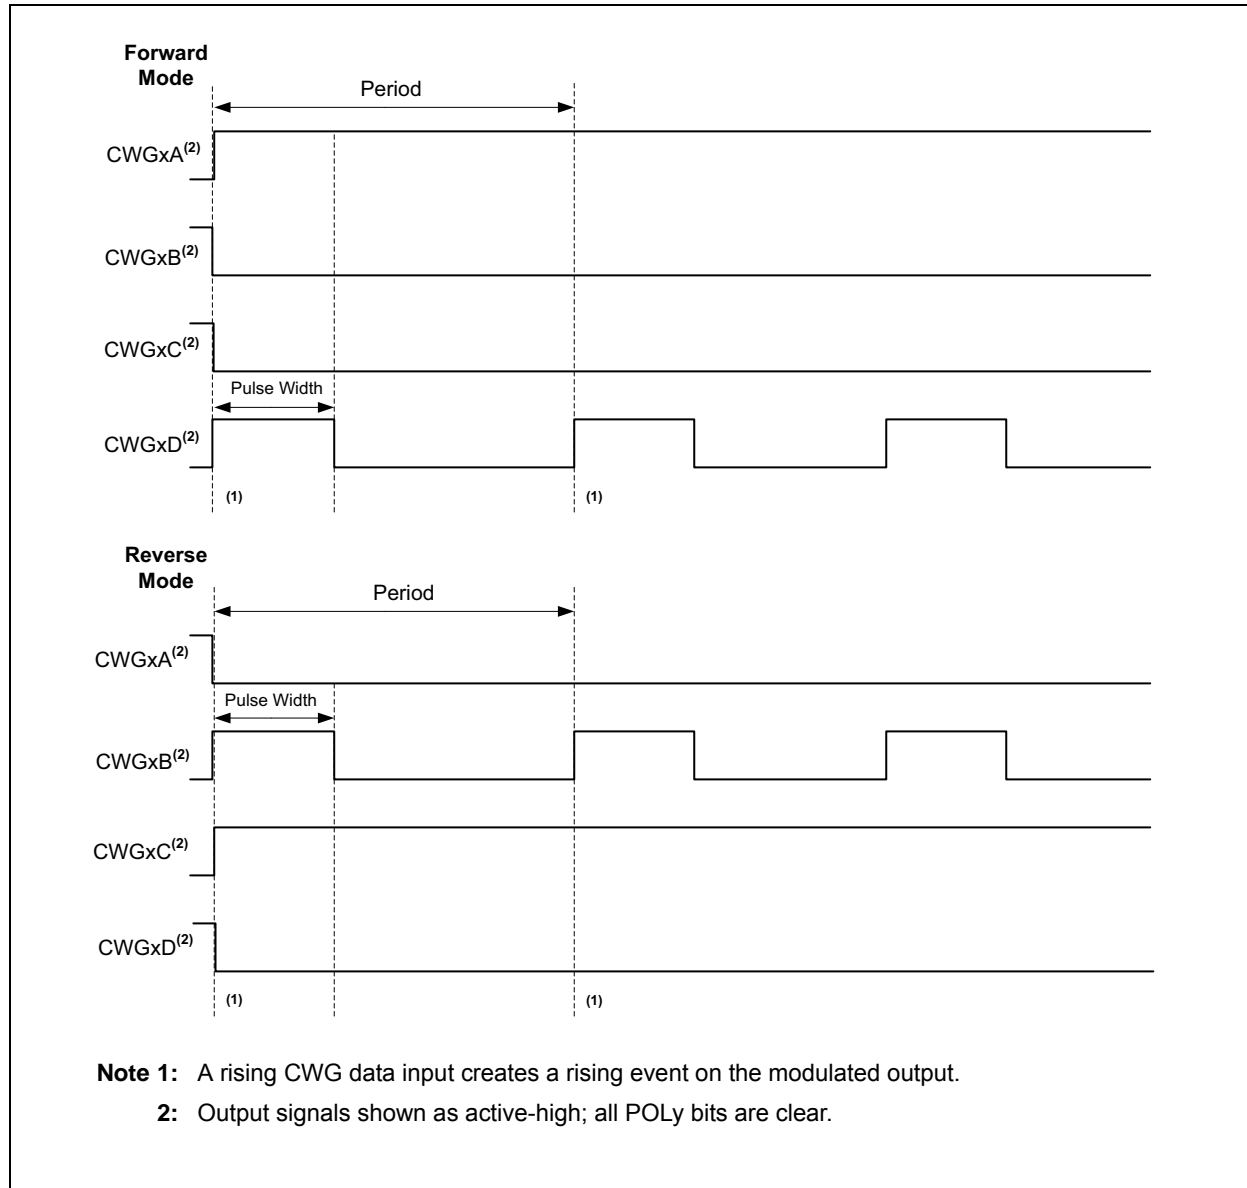 Forward
Mode
Period
CWGxA(2)
CWGxB(2)
CWGxC(2)
Pulse Width
CWGxD(2)
(1) (1)
Reverse
Mode
Period
CWGxA(2)
Pulse Width
CWGxB(2)
CWGxC(2)
CWGxD(2)
(1) (1)
Note 1: A rising CWG data input creates a rising event on the modulated output.
2: Output signals shown as active-high; all POLy bits are clear.